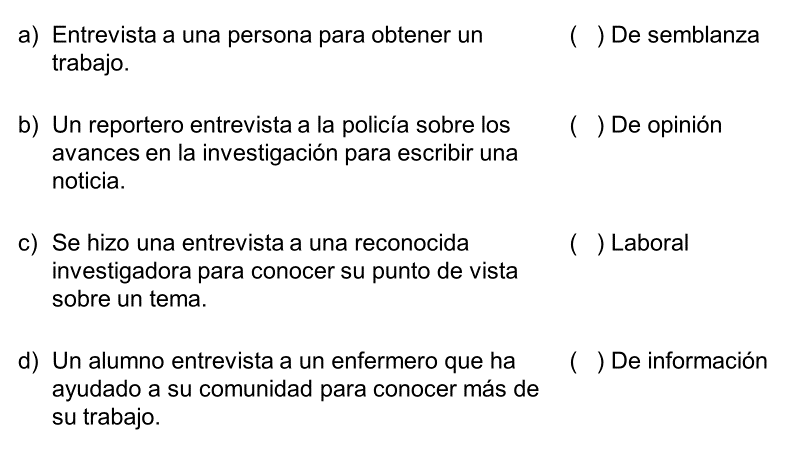 a) Entrevista a una persona para obtener un ( ) De semblanza
trabajo.
b) Un reportero entrevista a la policía sobre los ( ) De opinión
avances en la investigación para escribir una
noticia.
c) Se hizo una entrevista a una reconocida ( ) Laboral
investigadora para conocer su punto de vista
sobre un tema.
d) Un alumno entrevista a un enfermero que ha ( ) De información
ayudado a su comunidad para conocer más de
su trabajo.